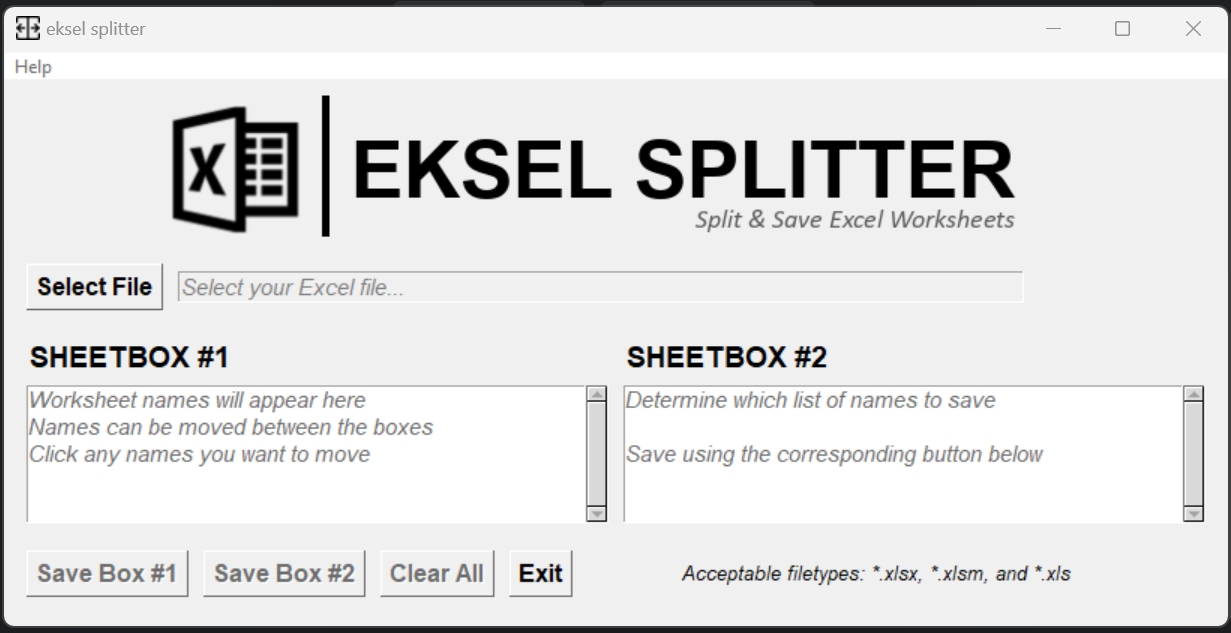 eksel splitter
Help
X
EKSEL SPLITTER
Split & Save Excel Worksheets
Select File
Select your Excel file...
SHEETBOX #1
Worksheet names will appear here
Names can be moved between the boxes
Click any names you want to move
SHEETBOX #2
Determine which list of names to save
Save using the corresponding button below
Save Box #1
Save Box #2
Clear All
Exit
Acceptable filetypes: *.xlsx, *.xlsm, and *.xls